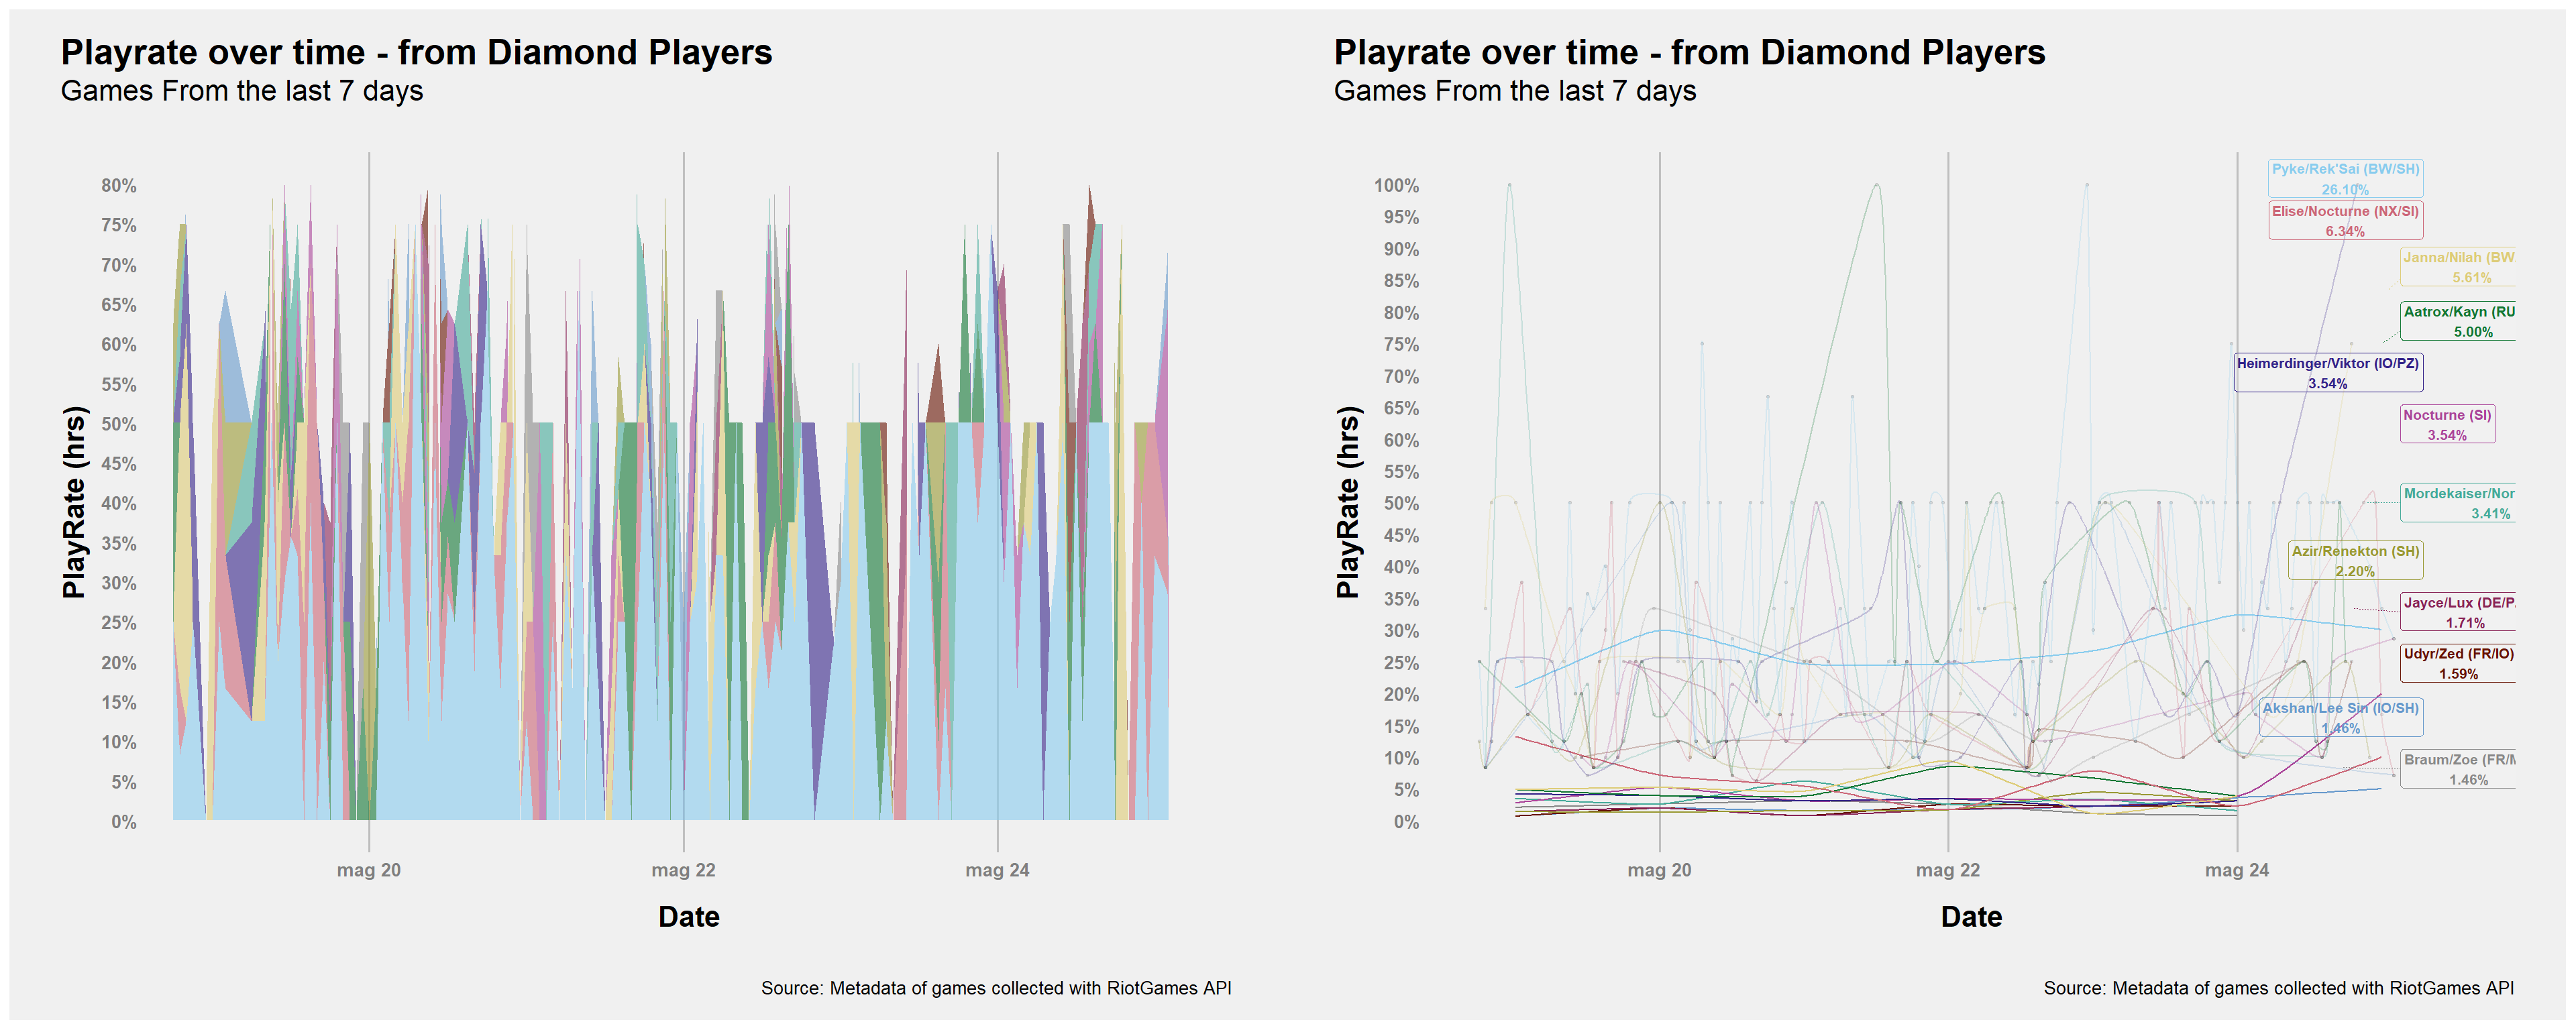 Playrate over time - from Diamond Players
Games From the last 7 days
80%
75%
70%
65%
60%
55%
50%
45%
40%
35%
30%
25%
20%
15%
10%
5%
0%
PlayRate (hrs)
mag 20
mag 22
mag 24
Date
Source: Metadata of games collected with RiotGames API
Playrate over time - from Diamond Players
Games From the last 7 days
100%
95%
90%
85%
80%
75%
70%
65%
60%
55%
50%
45%
40%
35%
30%
25%
20%
15%
10%
5%
0%
PlayRate (hrs)
Pyke/Rek'Sai (BW/SH)
26.10%
Elise/Nocturne (NX/SI)
6.34%
Janna/Nilah (BW
5.61%
Aatrox/Kayn (RU
5.00%
Heimerdinger/Viktor (IO/PZ)
3.54%
Nocturne (SI)
3.54%
Mordekaiser/Nor
3.41%
Azir/Renekton (SH)
2.20%
Jayce/Lux (DE/P
1.71%
Udyr/Zed (FR/IO)
1.59%
Akshan/Lee Sin (IO/SH)
1.46%
Braum/Zoe (FR/M
1.46%
mag 20
mag 22
mag 24
Date
Source: Metadata of games collected with RiotGames API